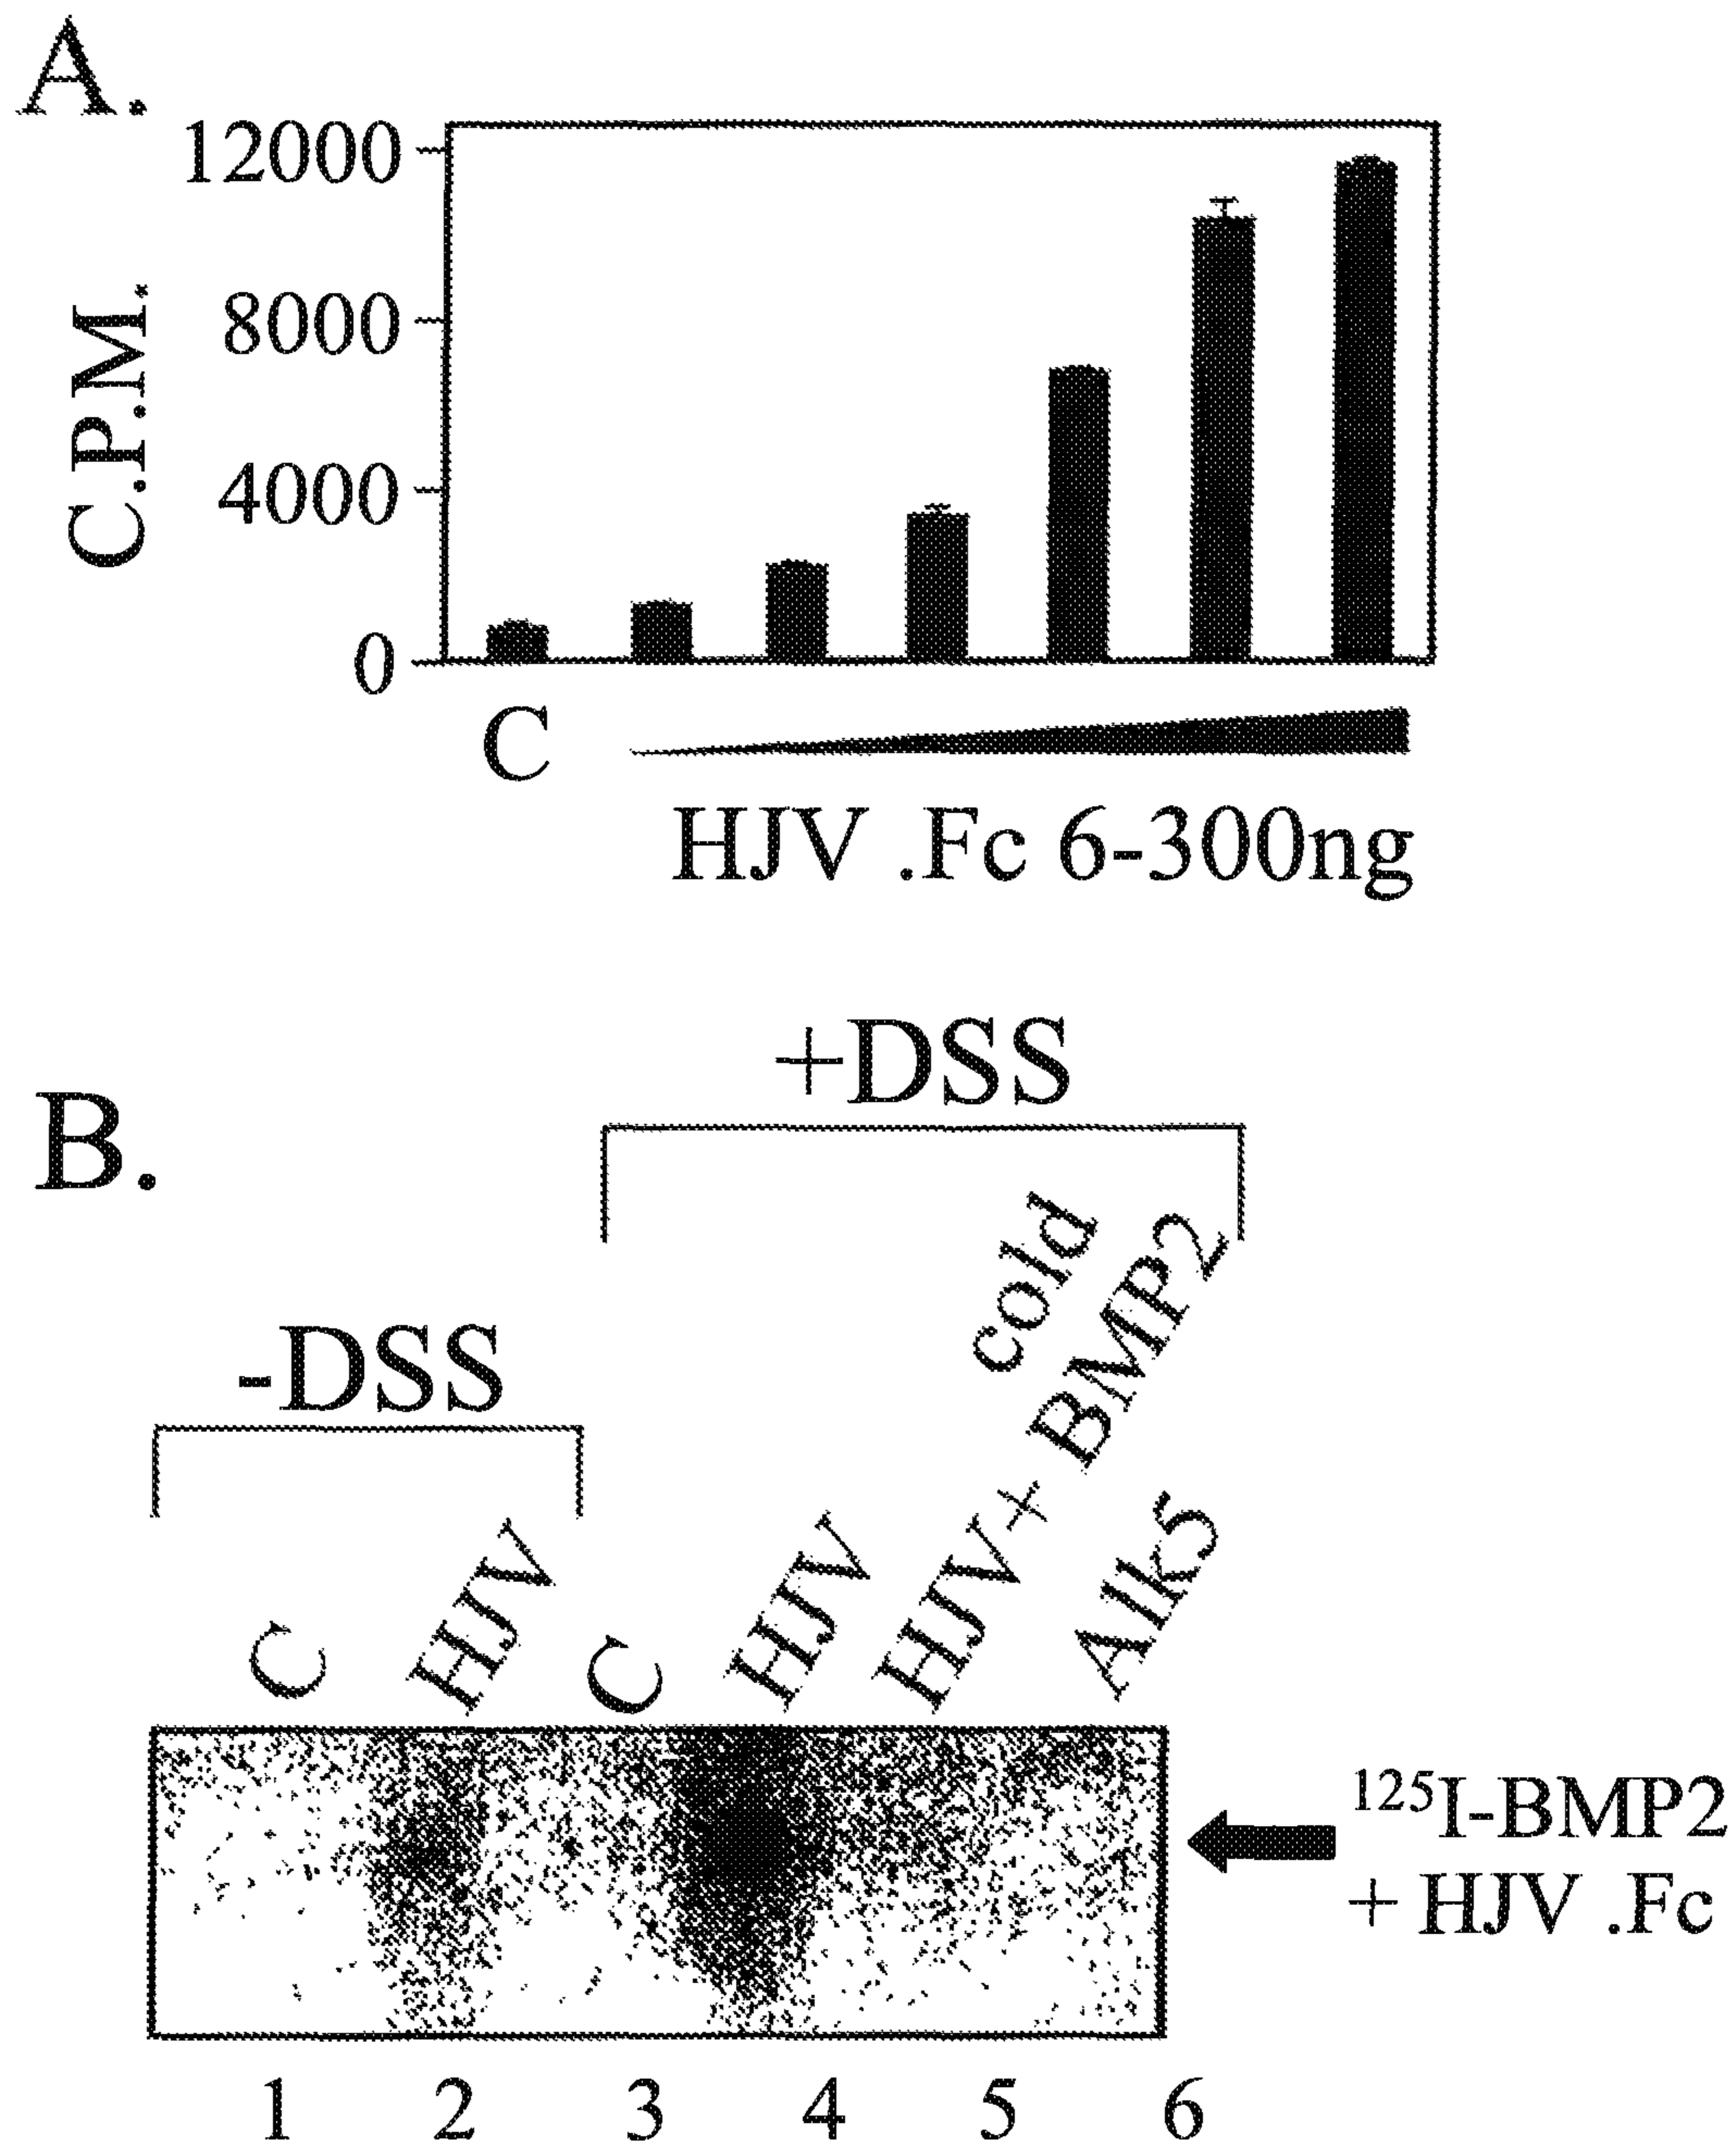 A.
12000
8000
4000
0
C.P.M.
C
HJV .Fc 6-300ng
B.
+DSS
-DSS
C
HJV
C
HJV
HJV+ cold BMP2
Alk5
¹²⁵I-BMP2
+ HJV .Fc
1 2 3 4 5 6